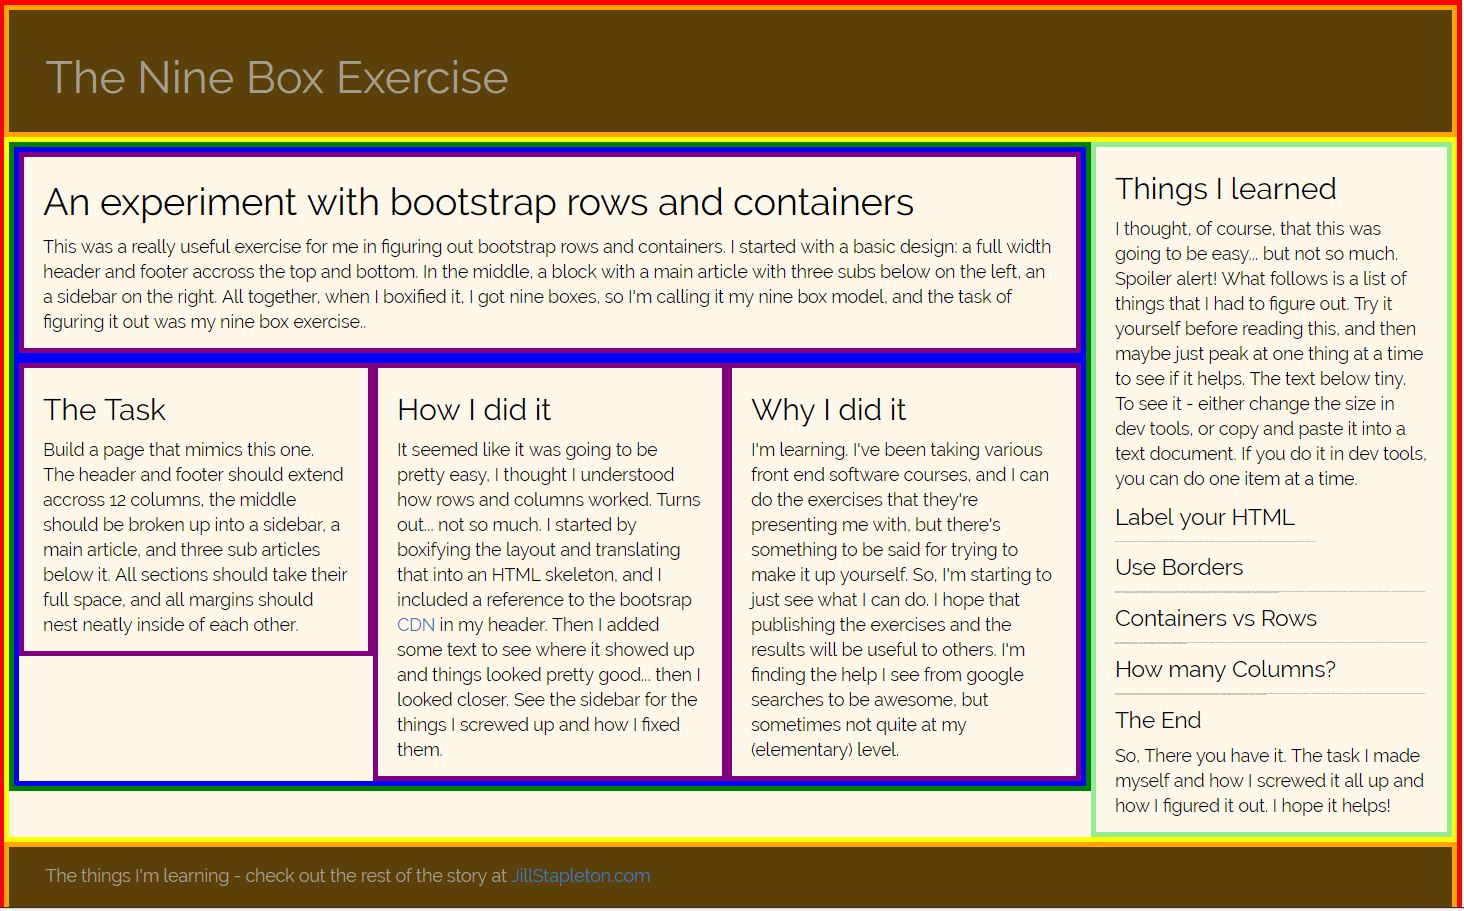 The Nine Box Exercise
An experiment with bootstrap rows and containers
This was a really useful exercise for me in figuring out bootstrap rows and containers. I started with a basic design: a full width
header and footer accross the top and bottom. In the middle, a block with a main article with three subs below on the left, an
a sidebar on the right. All together, when I boxified it, I got nine boxes, so I'm calling it my nine box model, and the task of
figuring it out was my nine box exercise..
The Task
Build a page that mimics this one.
The header and footer should extend
accross 12 columns, the middle
should be broken up into a sidebar, a
main article, and three sub articles
below it. All sections should take their
full space, and all margins should
nest neatly inside of each other.
How I did it
It seemed like it was going to be
pretty easy, I thought I understood
how rows and columns worked. Turns
out... not so much. I started by
boxifying the layout and translating
that into an HTML skeleton, and I
included a reference to the bootsrap
CDN in my header. Then I added
some text to see where it showed up
and things looked pretty good... then I
looked closer. See the sidebar for the
things I screwed up and how I fixed
them.
Why I did it
I'm learning. I've been taking various
front end software courses, and I can
do the exercises that they're
presenting me with, but there's
something to be said for trying to
make it up yourself. So, I'm starting to
just see what I can do. I hope that
publishing the exercises and the
results will be useful to others. I'm
finding the help I see from google
searches to be awesome, but
sometimes not quite at my
(elementary) level.
Things I learned
I thought, of course, that this was
going to be easy... but not so much.
Spoiler alert! What follows is a list of
things that I had to figure out. Try it
yourself before reading this, and then
maybe just peak at one thing at a time
to see if it helps. The text below tiny.
To see it - either change the size in
dev tools, or copy and paste it into a
text document. If you do it in dev tools,
you can do one item at a time.
Label your HTML
Use Borders
Containers vs Rows
How many Columns?
The End
So, There you have it. The task I made
myself and how I screwed it all up and
how I figured it out. I hope it helps!
The things I'm learning - check out the rest of the story at JillStapleton.com